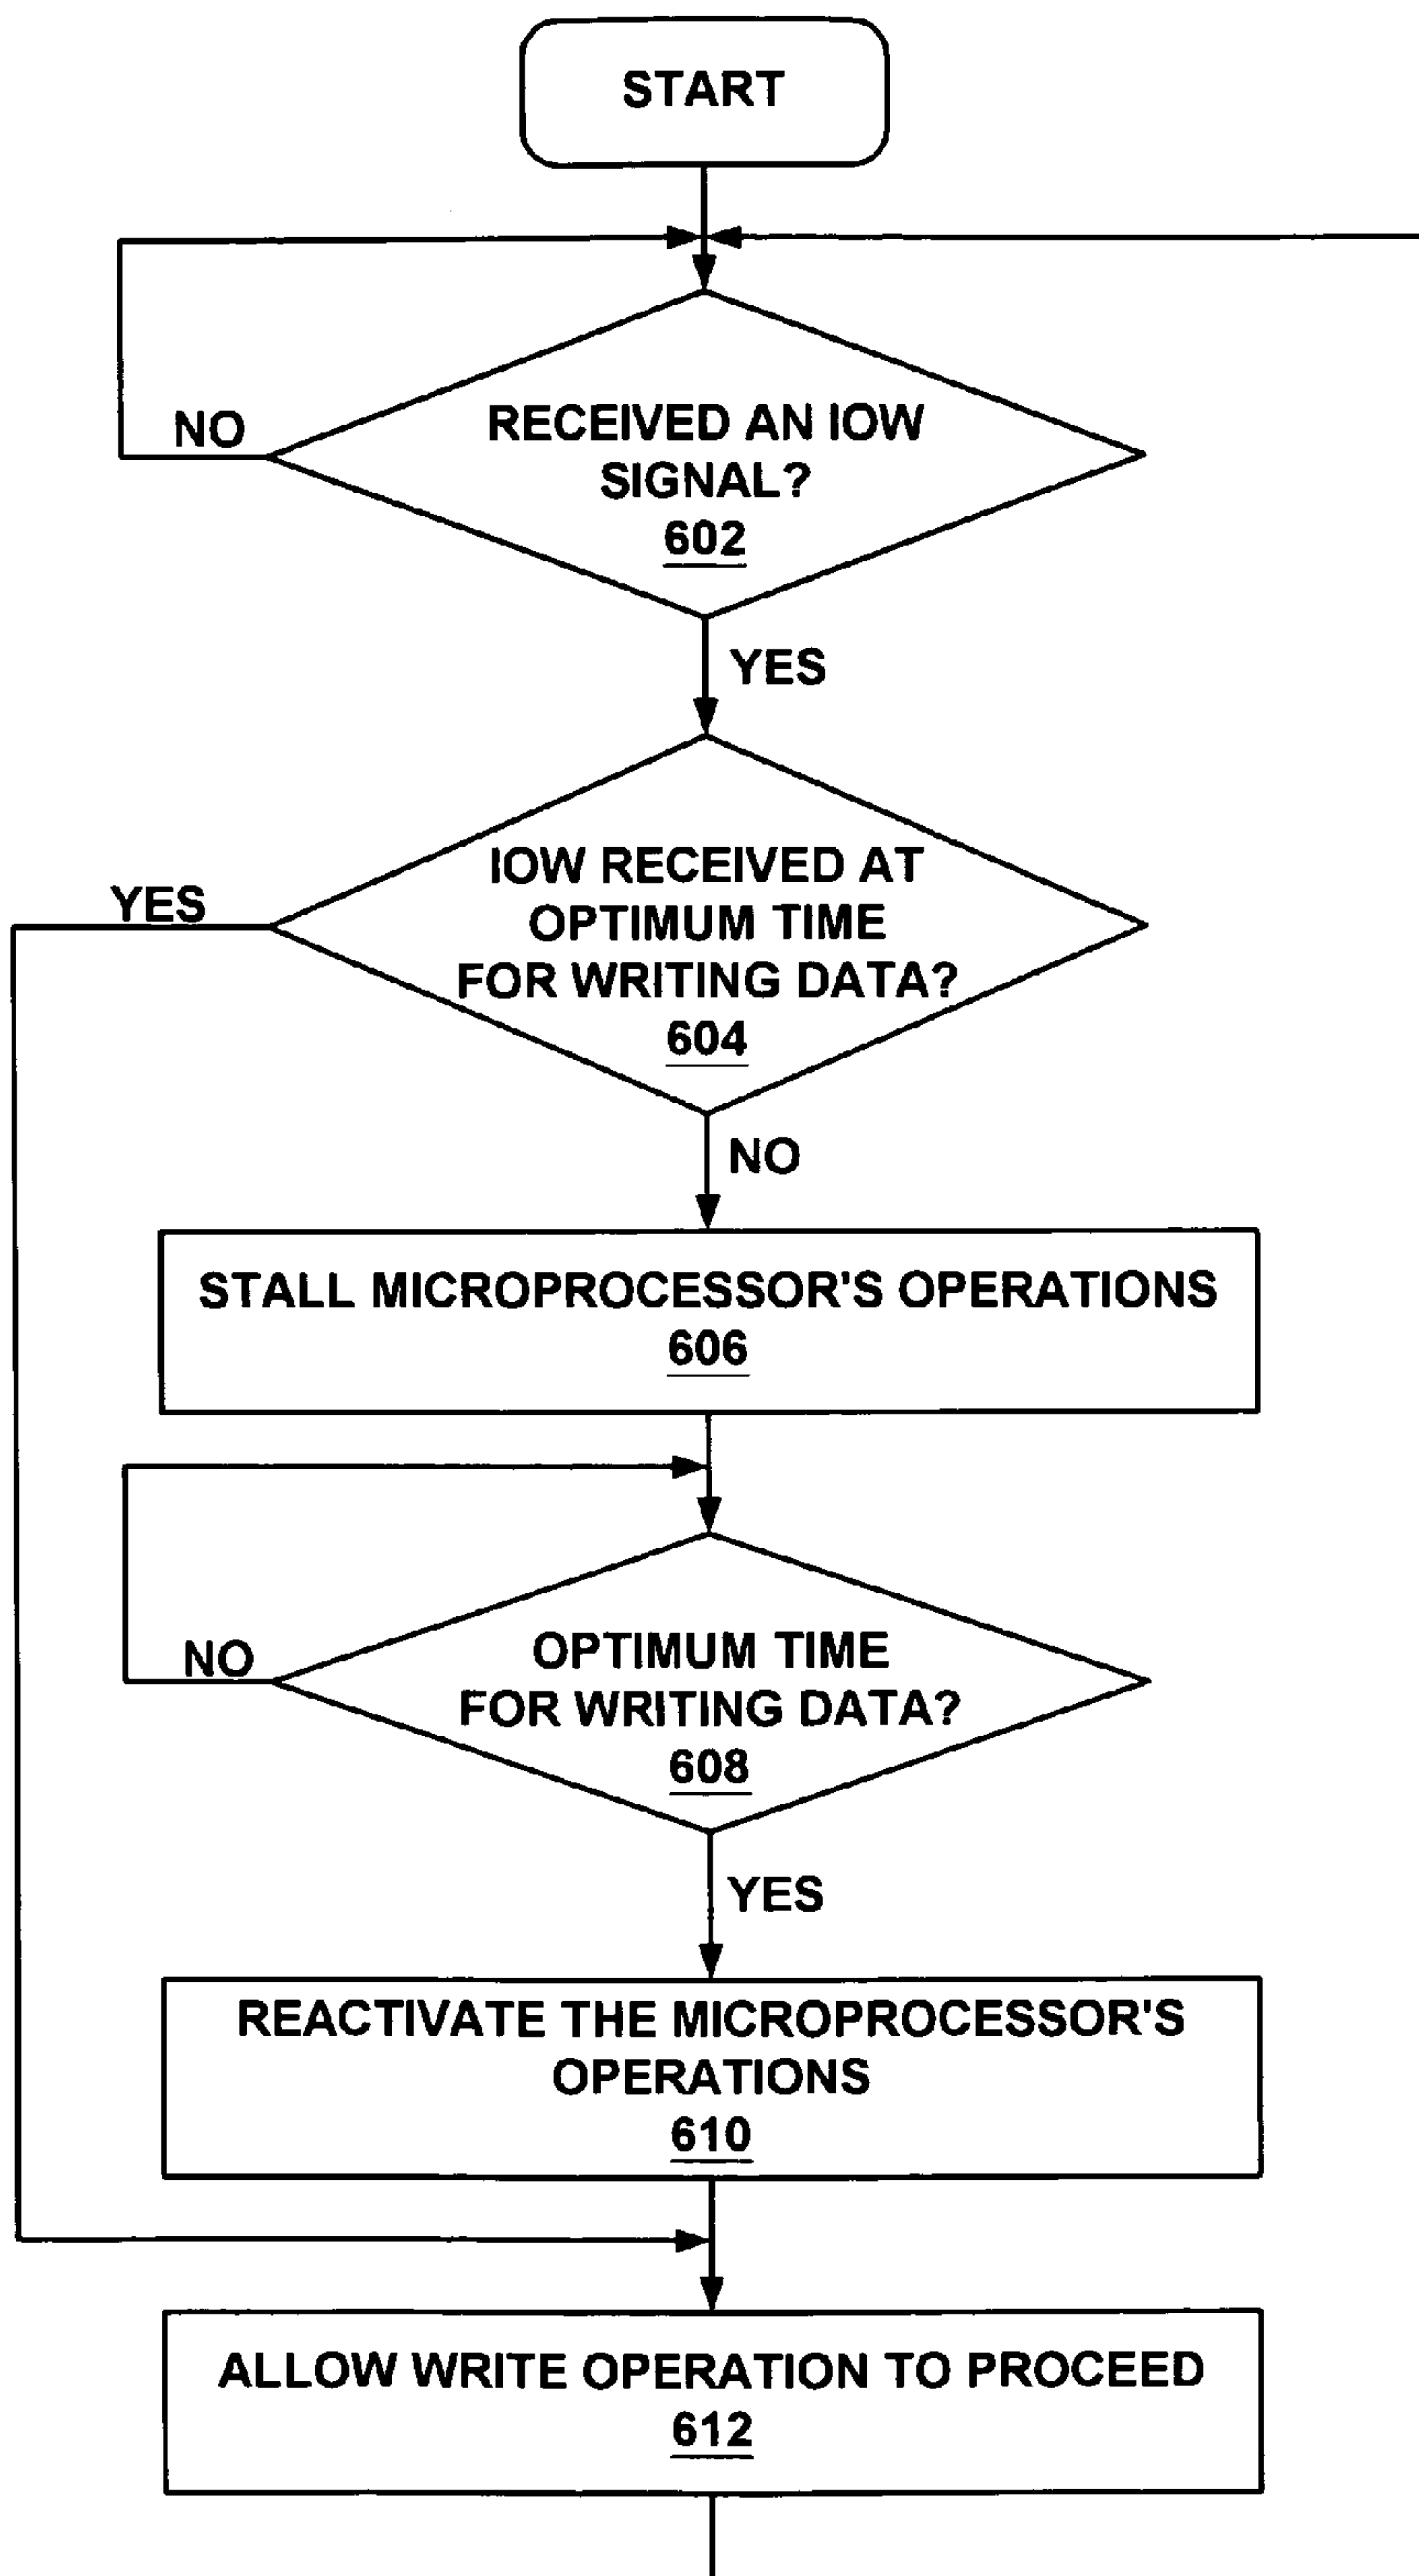 START
RECEIVED AN IOW
SIGNAL?
602
NO
YES
IOW RECEIVED AT
OPTIMUM TIME
FOR WRITING DATA?
604
YES
NO
STALL MICROPROCESSOR'S OPERATIONS
606
OPTIMUM TIME
FOR WRITING DATA?
608
NO
YES
REACTIVATE THE MICROPROCESSOR'S
OPERATIONS
610
ALLOW WRITE OPERATION TO PROCEED
612